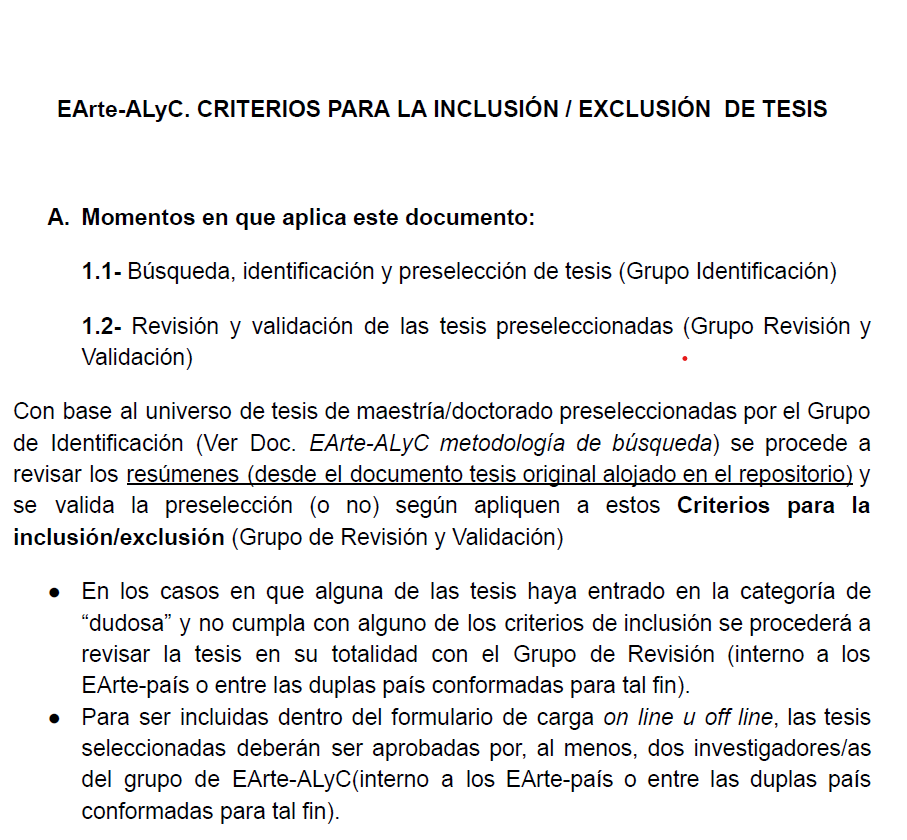 EArte-ALyC. CRITERIOS PARA LA INCLUSIÓN / EXCLUSIÓN  DE TESIS
A. Momentos en que aplica este documento:
1.1- Búsqueda, identificación y preselección de tesis (Grupo Identificación)
1.2- Revisión y validación de las tesis preseleccionadas (Grupo Revisión y
Validación)
Con base al universo de tesis de maestría/doctorado preseleccionadas por el Grupo
de Identificación (Ver Doc. EArte-ALyC metodología de búsqueda) se procede a
revisar los resúmenes (desde el documento tesis original alojado en el repositorio) y
se valida la preselección (o no) según apliquen a estos Criterios para la
inclusión/exclusión (Grupo de Revisión y Validación)
● En los casos en que alguna de las tesis haya entrado en la categoría de
“dudosa” y no cumpla con alguno de los criterios de inclusión se procederá a
revisar la tesis en su totalidad con el Grupo de Revisión (interno a los
EArte-país o entre las duplas país conformadas para tal fin).
● Para ser incluidas dentro del formulario de carga on line u off line, las tesis
seleccionadas deberán ser aprobadas por, al menos, dos investigadores/as
del grupo de EArte-ALyC(interno a los EArte-país o entre las duplas país
conformadas para tal fin).